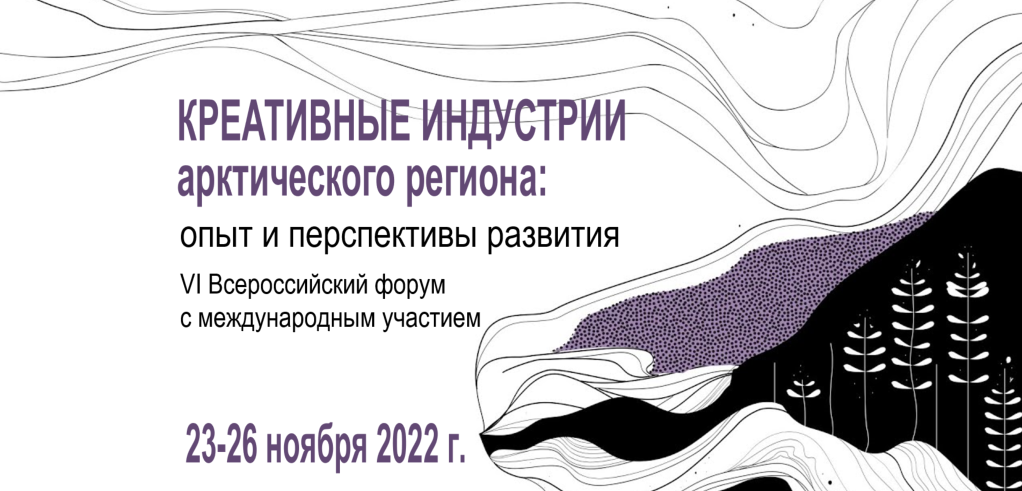 КРЕАТИВНЫЕ ИНДУСТРИИ
арктического региона:
опыт и перспективы развития
VI Всероссийский форум
с международным участием
23-26 ноября 2022 г.